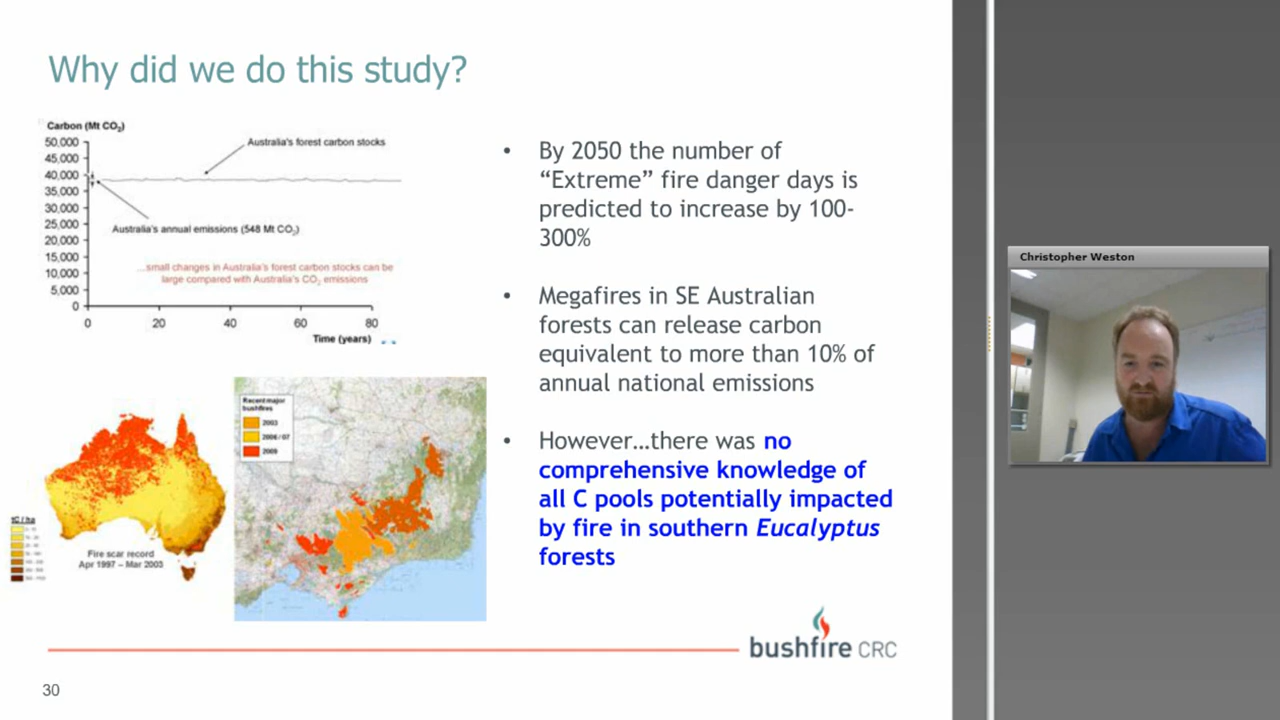 Why did we do this study?
Carbon (Mt CO₂)
50,000
45,000
40,000
35,000
30,000
25,000
20,000
15,000
10,000
5,000
0
Australia's forest carbon stocks
Australia's annual emissions (548 Mt CO₂)
...small changes in Australia's forest carbon stocks can be
large compared with Australia's CO₂ emissions
0 20 40 60 80
Time (years)
Fire scar record
Apr 1997 – Mar 2003
Recent major
bushfires
2003
2006 / 07
2009
• By 2050 the number of
“Extreme” fire danger days is
predicted to increase by 100-
300%
• Megafires in SE Australian
forests can release carbon
equivalent to more than 10% of
annual national emissions
• However…there was no
comprehensive knowledge of
all C pools potentially impacted
by fire in southern Eucalyptus
forests
bushfire CRC
30
Christopher Weston